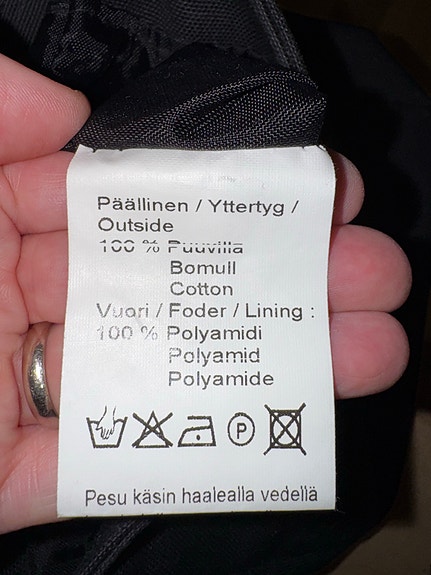 Päällinen / Yttertyg /
Outside
100 % Puuvilla
Bomull
Cotton
Vuori / Foder / Lining :
100 % Polyamidi
Polyamid
Polyamide
P
Pesu käsin haalealla vedellä